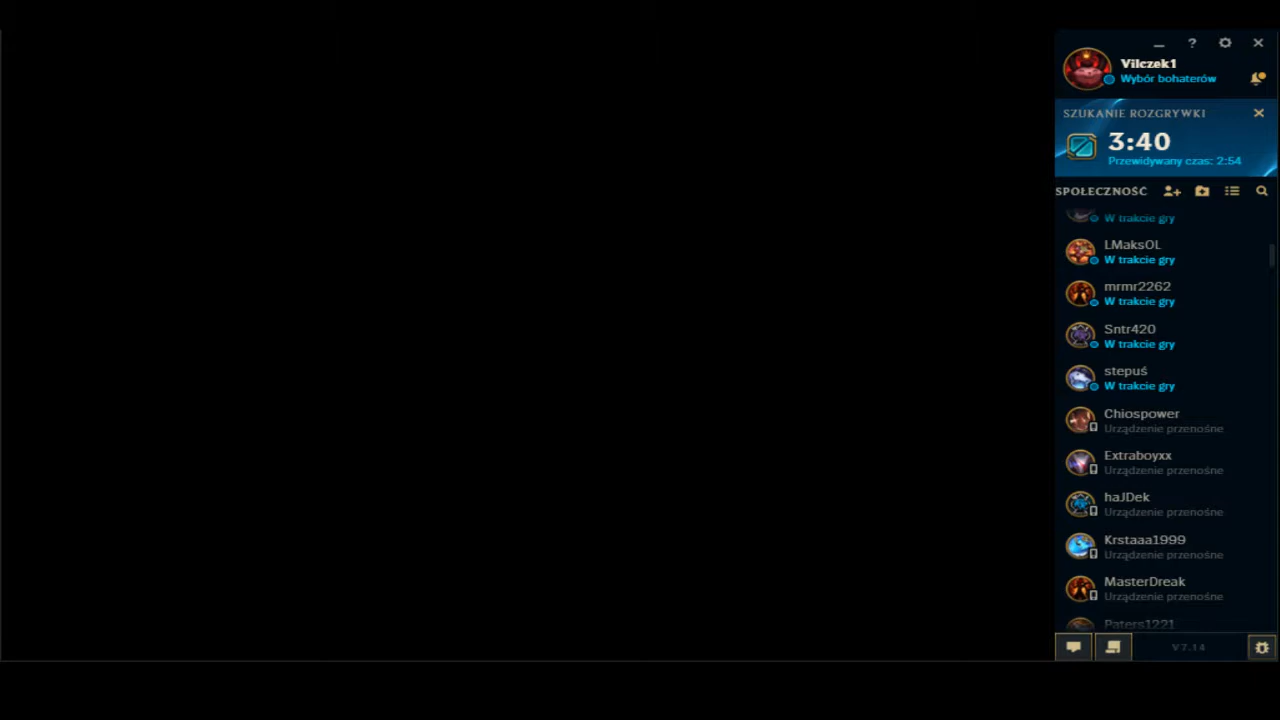 Vilczek1
Wybór bohaterów
SZUKANIE ROZGRYWKI
3:40
Przewidywany czas: 2:54
SPOŁECZNOŚĆ
W trakcie gry
LMaksOL
W trakcie gry
mrmr2262
W trakcie gry
Sntr420
W trakcie gry
stepuś
W trakcie gry
Chiospower
Urządzenie przenośne
Extraboyxx
Urządzenie przenośne
haJDek
Urządzenie przenośne
Krstaaa1999
Urządzenie przenośne
MasterDreak
Urządzenie przenośne
Paters1221
V7.14